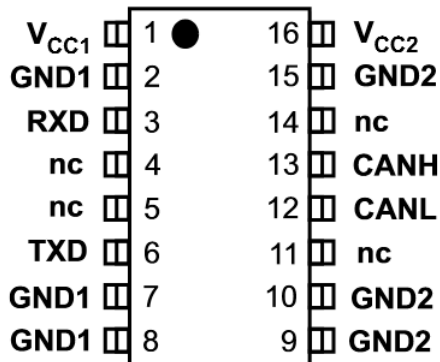 VCC1 1 16 VCC2
GND1 2 15 GND2
RXD 3 14 nc
nc 4 13 CANH
nc 5 12 CANL
TXD 6 11 nc
GND1 7 10 GND2
GND1 8 9 GND2